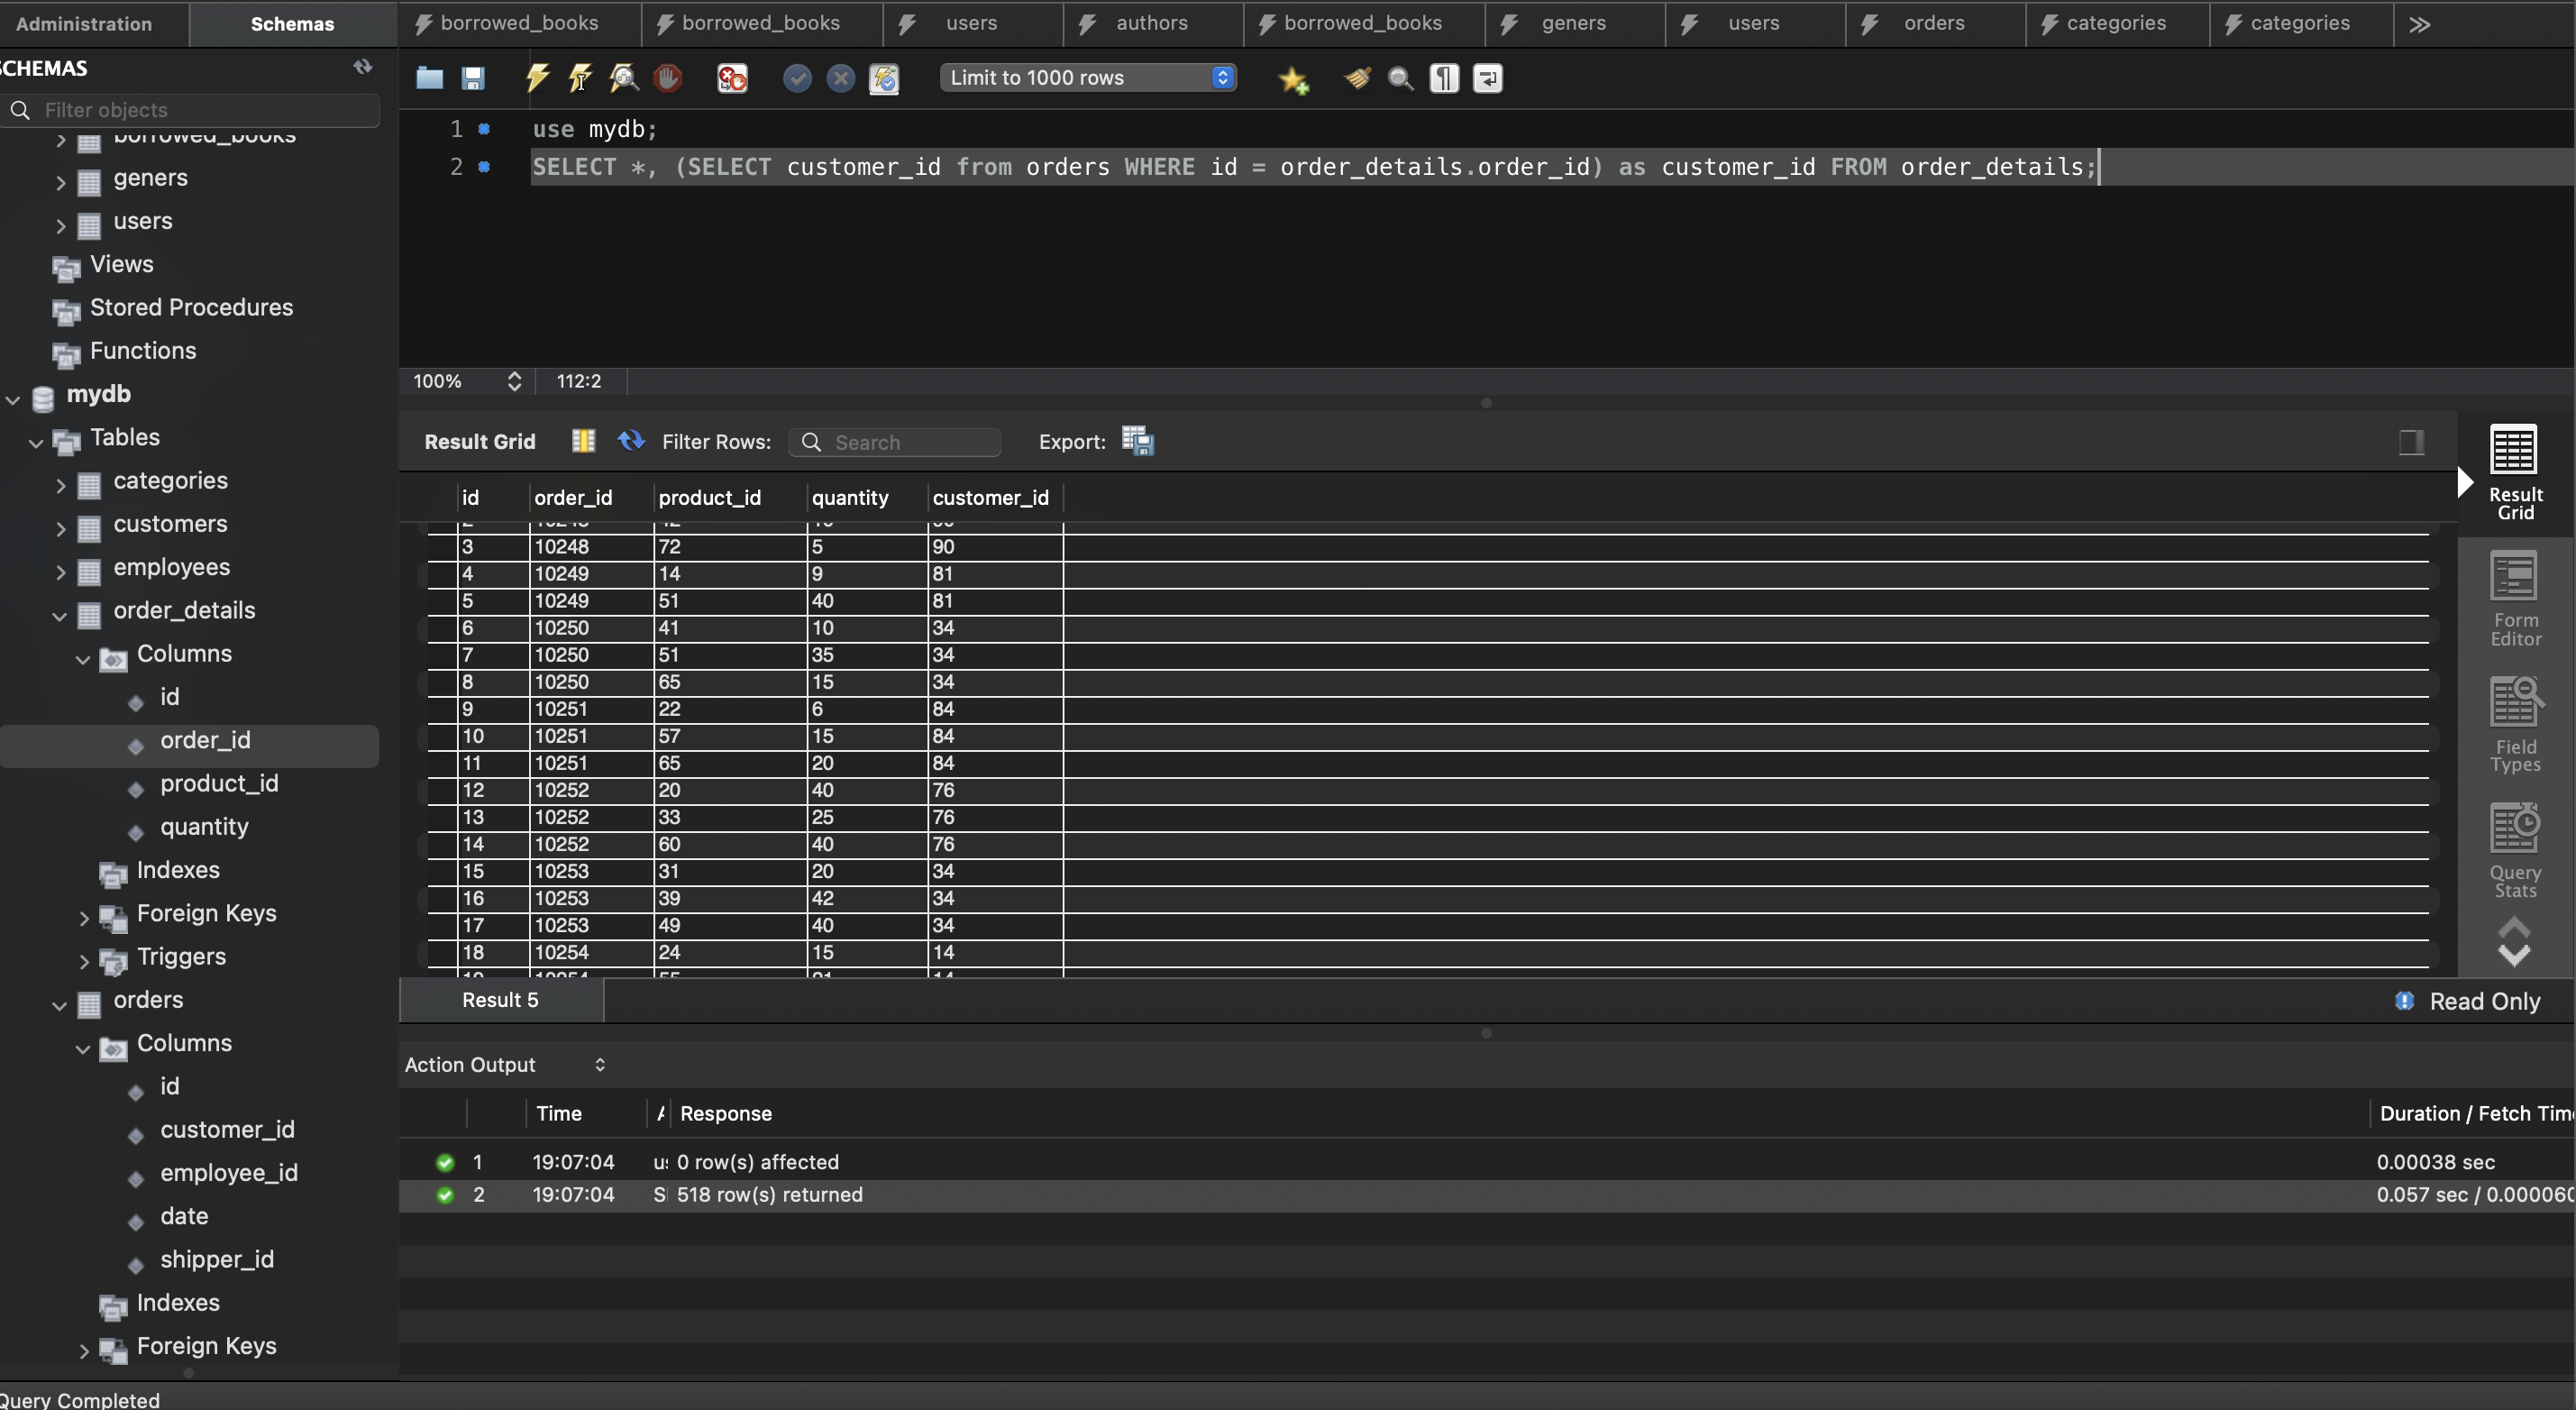 Administration
Schemas
borrowed_books
borrowed_books
users
authors
borrowed_books
geners
users
orders
categories
categories
SCHEMAS
Filter objects
borrowed_books
geners
users
Views
Stored Procedures
Functions
mydb
Tables
categories
customers
employees
order_details
Columns
id
order_id
product_id
quantity
Indexes
Foreign Keys
Triggers
orders
Columns
id
customer_id
employee_id
date
shipper_id
Indexes
Foreign Keys
Limit to 1000 rows
1 use mydb;
2 SELECT *, (SELECT customer_id from orders WHERE id = order_details.order_id) as customer_id FROM order_details;
100% 112:2
Result Grid Filter Rows: Search Export:
id order_id product_id quantity customer_id
3 10248 72 5 90
4 10249 14 9 81
5 10249 51 40 81
6 10250 41 10 34
7 10250 51 35 34
8 10250 65 15 34
9 10251 22 6 84
10 10251 57 15 84
11 10251 65 20 84
12 10252 20 40 76
13 10252 33 25 76
14 10252 60 40 76
15 10253 31 20 34
16 10253 39 42 34
17 10253 49 40 34
18 10254 24 15 14
Result
Grid
Form
Editor
Field
Types
Query
Stats
Result 5
Read Only
Action Output
Time Response Duration / Fetch Tim
1 19:07:04 us 0 row(s) affected 0.00038 sec
2 19:07:04 S 518 row(s) returned 0.057 sec / 0.00006
Query Completed